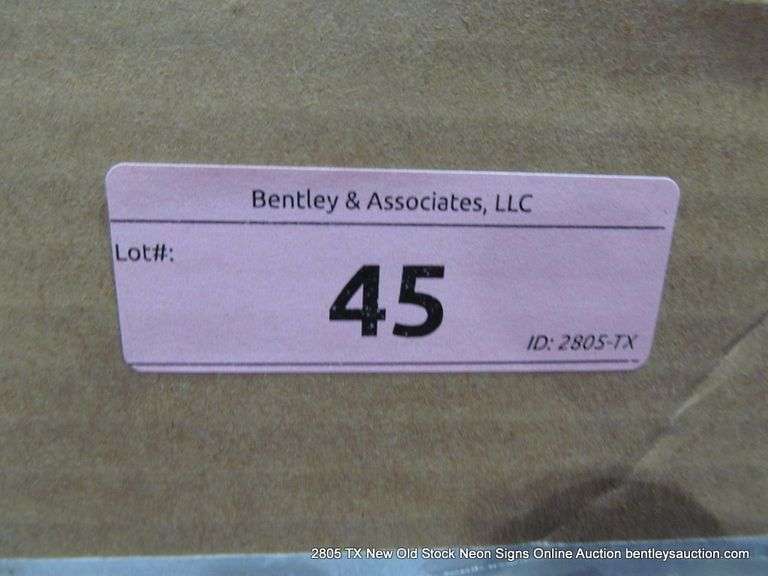 Bentley & Associates, LLC
Lot#:
45
ID: 2805-TX
2805 TX New Old Stock Neon Signs Online Auction bentleysauction.com